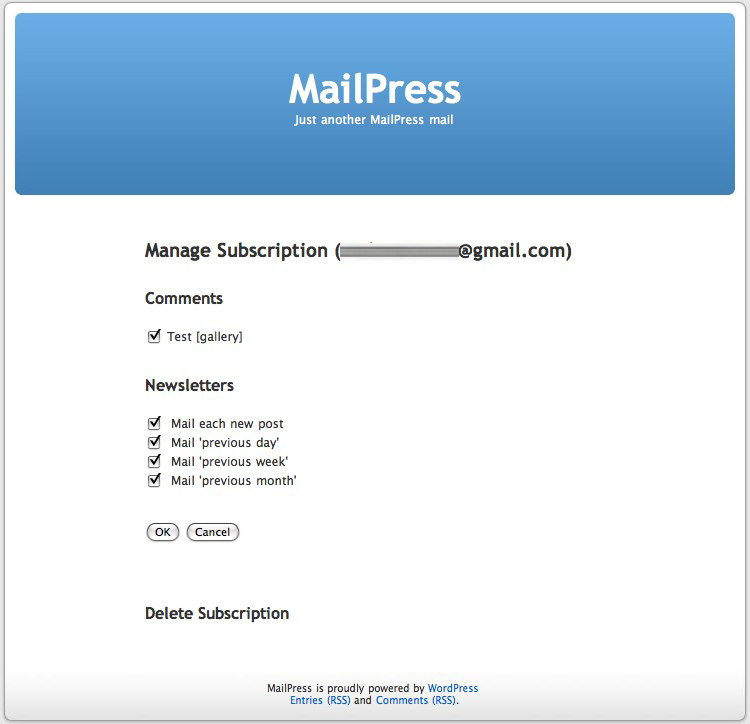 MailPress
Just another MailPress mail
Manage Subscription (@gmail.com)
Comments
Test [gallery]
Newsletters
Mail each new post
Mail 'previous day'
Mail 'previous week'
Mail 'previous month'
OK Cancel
Delete Subscription
MailPress is proudly powered by WordPress
Entries (RSS) and Comments (RSS).